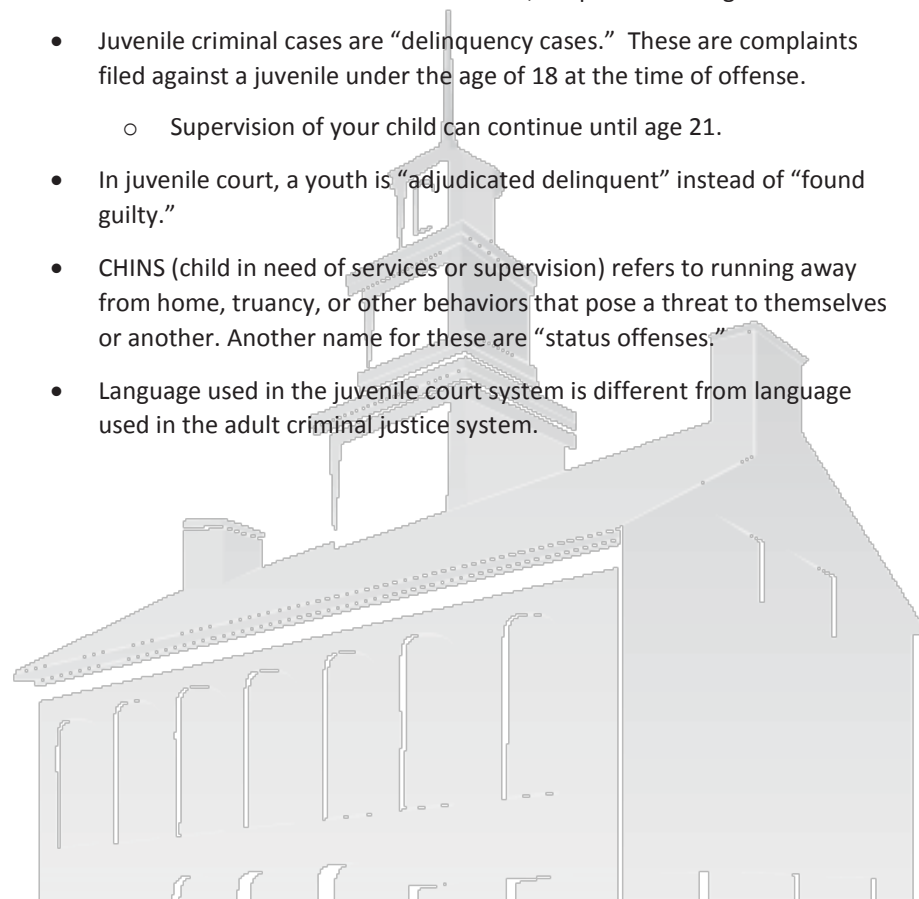 • Juvenile criminal cases are “delinquency cases.”  These are complaints
filed against a juvenile under the age of 18 at the time of offense.
o Supervision of your child can continue until age 21.
• In juvenile court, a youth is “adjudicated delinquent” instead of “found
guilty.”
• CHINS (child in need of services or supervision) refers to running away
from home, truancy, or other behaviors that pose a threat to themselves
or another. Another name for these are “status offenses.”
• Language used in the juvenile court system is different from language
used in the adult criminal justice system.